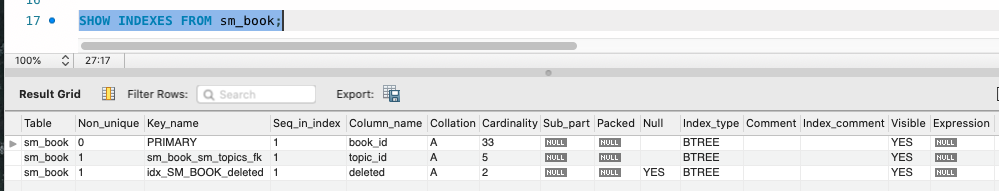 17 SHOW INDEXES FROM sm_book;
100% 27:17
Result Grid Filter Rows: Search Export:
Table Non_unique Key_name Seq_in_index Column_name Collation Cardinality Sub_part Packed Null Index_type Comment Index_comment Visible Expression
sm_book 0 PRIMARY 1 book_id A 33 NULL NULL BTREE YES NULL
sm_book 1 sm_book_sm_topics_fk 1 topic_id A 5 NULL NULL BTREE YES NULL
sm_book 1 idx_SM_BOOK_deleted 1 deleted A 2 NULL NULL YES BTREE YES NULL